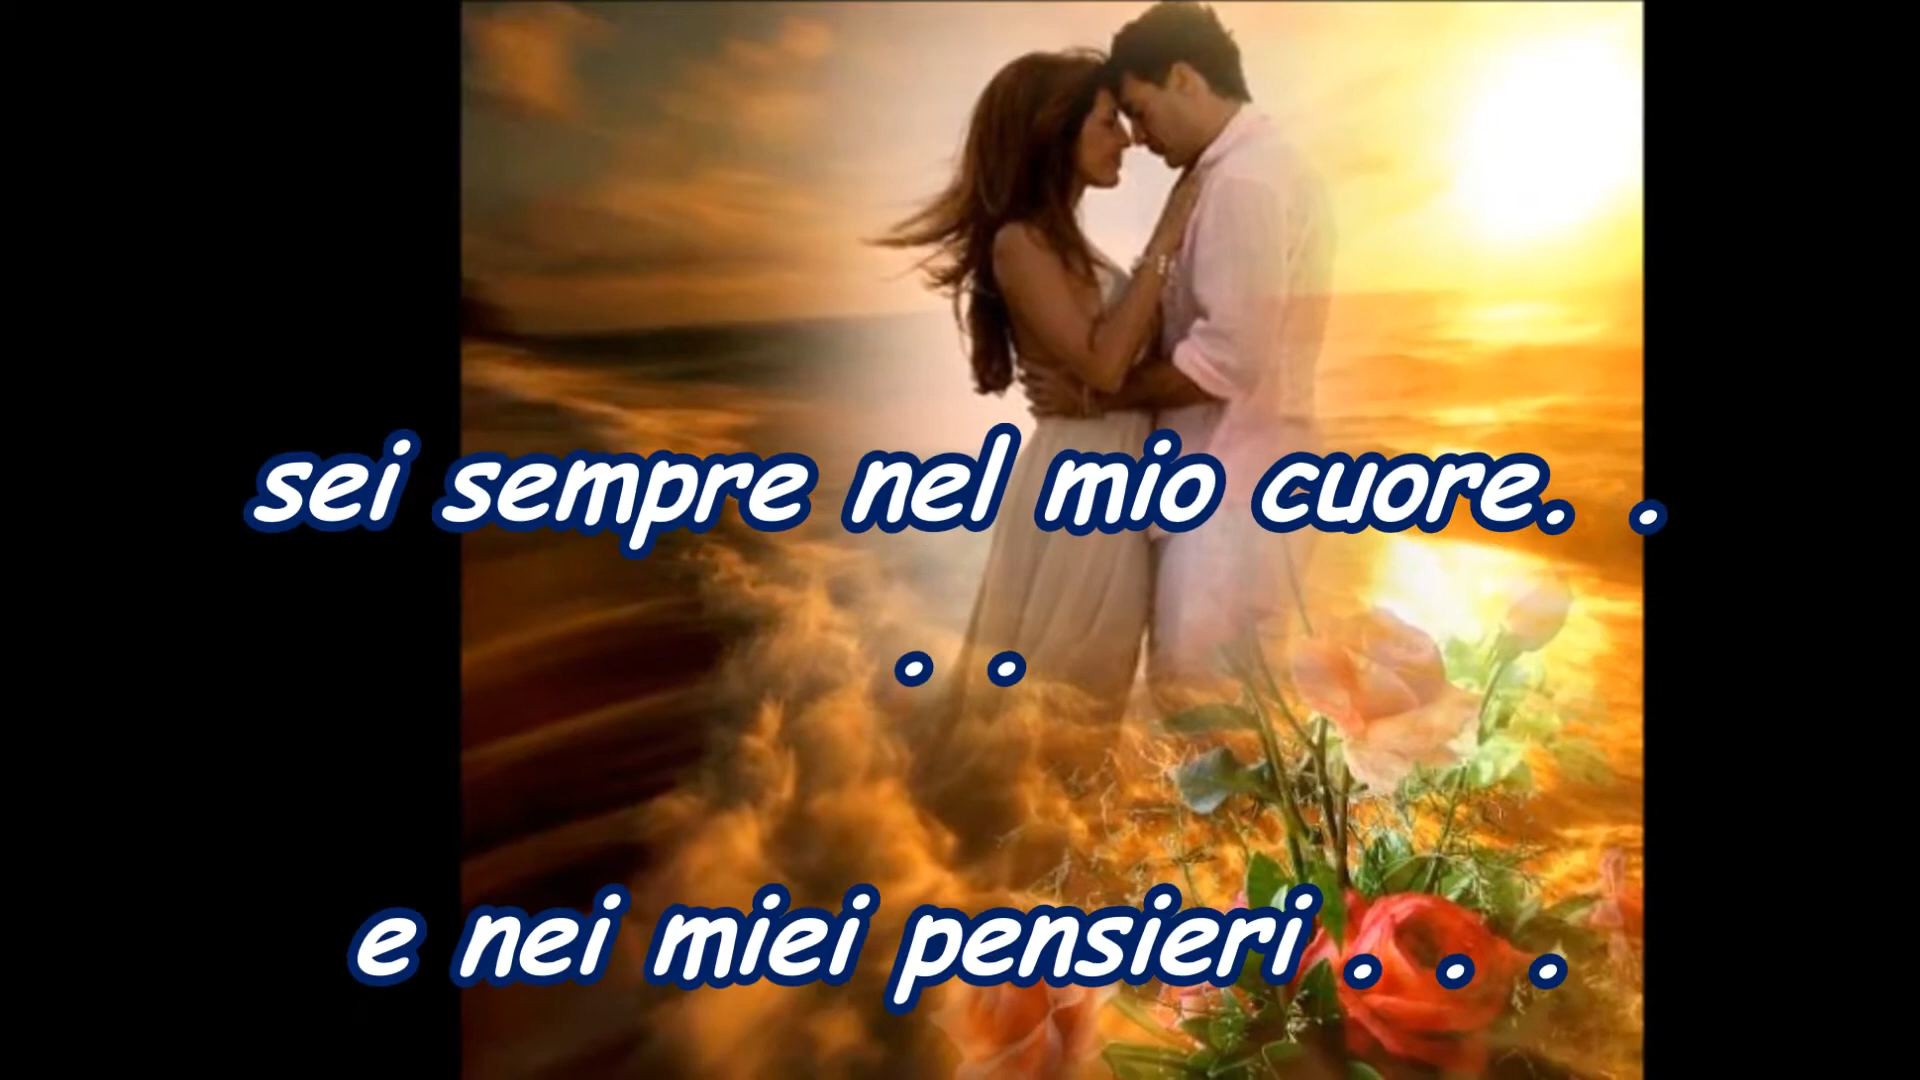 sei sempre nel mio cuore. .
. .
e nei miei pensieri . . .